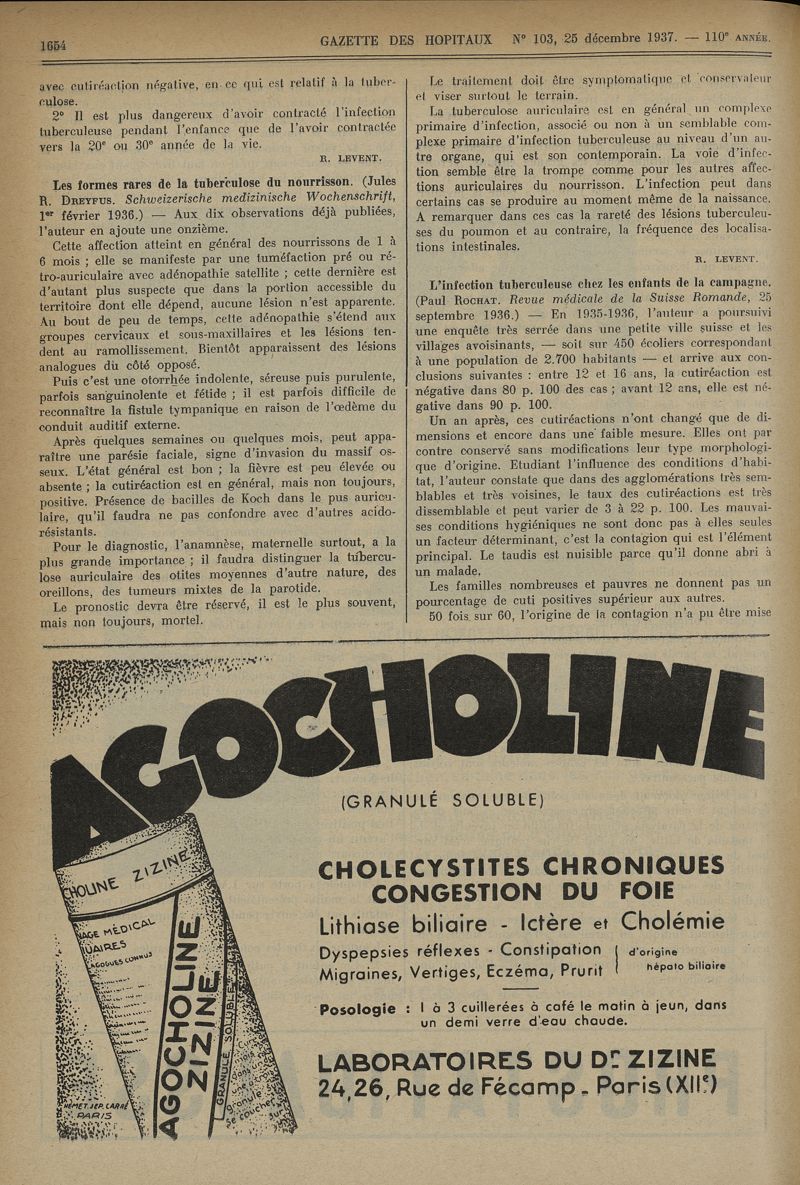 1654
GAZETTE DES HOPITAUX N° 103, 25 décembre 1937. — 110e ANNÉE.
avec cutiréaction négative, en ce qui est relatif à la tuber-
culose.
2° Il est plus dangereux d'avoir contracté l'infection
tuberculeuse pendant l'enfance que de l'avoir contractée
vers la 20e ou 30e année de la vie.
R. LEVENT.
Les formes rares de la tuberculose du nourrisson. (Jules
R. DREYFUS. Schweizerische medizinische Wochenschrift,
1er février 1936.) — Aux dix observations déjà publiées,
l'auteur en ajoute une onzième.
Cette affection atteint en général des nourrissons de 1 à
6 mois ; elle se manifeste par une tuméfaction pré ou ré-
tro-auriculaire avec adénopathie satellite ; cette dernière est
d'autant plus suspecte que dans la portion accessible du
territoire dont elle dépend, aucune lésion n'est apparente.
Au bout de peu de temps, cette adénopathie s'étend aux
groupes cervicaux et sous-maxillaires et les lésions ten-
dent au ramollissement. Bientôt apparaissent des lésions
analogues du côté opposé.
Puis c'est une otorrhée indolente, séreuse puis purulente,
parfois sanguinolente et fétide ; il est parfois difficile de
reconnaître la fistule tympanique en raison de l'œdème du
conduit auditif externe.
Après quelques semaines ou quelques mois, peut appa-
raître une parésie faciale, signe d'invasion du massif os-
seux. L'état général est bon ; la fièvre est peu élevée ou
absente ; la cutiréaction est en général, mais non toujours,
positive. Présence de bacilles de Koch dans le pus auricu-
laire, qu'il faudra ne pas confondre avec d'autres acido-
résistants.
Pour le diagnostic, l'anamnèse, maternelle surtout, a la
plus grande importance ; il faudra distinguer la tubercu-
lose auriculaire des otites moyennes d'autre nature, des
oreillons, des tumeurs mixtes de la parotide.
Le pronostic devra être réservé, il est le plus souvent,
mais non toujours, mortel.
Le traitement doit être symptomatique et conservateur
et viser surtout le terrain.
La tuberculose auriculaire est en général un complexe
primaire d'infection, associé ou non à un semblable com-
plexe primaire d'infection tuberculeuse au niveau d'un au-
tre organe, qui est son contemporain. La voie d'infec-
tion semble être la trompe comme pour les autres affec-
tions auriculaires du nourrisson. L'infection peut dans
certains cas se produire au moment même de la naissance.
A remarquer dans ces cas la rareté des lésions tuberculeu-
ses du poumon et au contraire, la fréquence des localisa-
tions intestinales.
R. LEVENT.
L'infection tuberculeuse chez les enfants de la campagne.
(Paul ROCHAT. Revue médicale de la Suisse Romande, 25
septembre 1936.) — En 1935-1936, l'auteur a poursuivi
une enquête très serrée dans une petite ville suisse et les
villages avoisinants, — soit sur 450 écoliers correspondant
à une population de 2.700 habitants — et arrive aux con-
clusions suivantes : entre 12 et 16 ans, la cutiréaction est
négative dans 80 p. 100 des cas ; avant 12 ans, elle est né-
gative dans 90 p. 100.
Un an après, ces cutiréactions n'ont changé que de di-
mensions et encore dans une faible mesure. Elles ont par
contre conservé sans modifications leur type morphologi-
que d'origine. Etudiant l'influence des conditions d'habi-
tat, l'auteur constate que dans des agglomérations très sem-
blables et très voisines, le taux des cutiréactions est très
dissemblable et peut varier de 3 à 22 p. 100. Les mauvai-
ses conditions hygiéniques ne sont donc pas à elles seules
un facteur déterminant, c'est la contagion qui est l'élément
principal. Le taudis est nuisible parce qu'il donne abri à
un malade.
Les familles nombreuses et pauvres ne donnent pas un
pourcentage de cuti positives supérieur aux autres.
50 fois sur 60, l'origine de la contagion n'a pu être mise
AGOCHOLINE
(GRANULÉ SOLUBLE)
CHOLECYSTITES CHRONIQUES
CONGESTION DU FOIE
Lithiase biliaire - Ictère et Cholémie
Dyspepsies réflexes - Constipation
Migraines, Vertiges, Eczéma, Prurit
d'origine
hépato biliaire
Posologie : 1 à 3 cuillerées à café le matin à jeun, dans
un demi verre d'eau chaude.
LABORATOIRES DU Dr ZIZINE
24,26, Rue de Fécamp - Paris (XIIe)
CHOLINE ZIZINE
AGE MÉDICAL
IAIRES
AGOGUES CONNUS
AGOCHOLINE
ZIZINE
GRANULÉ SOLUBLE
se coucher
JEP. CARRÉ
PARIS